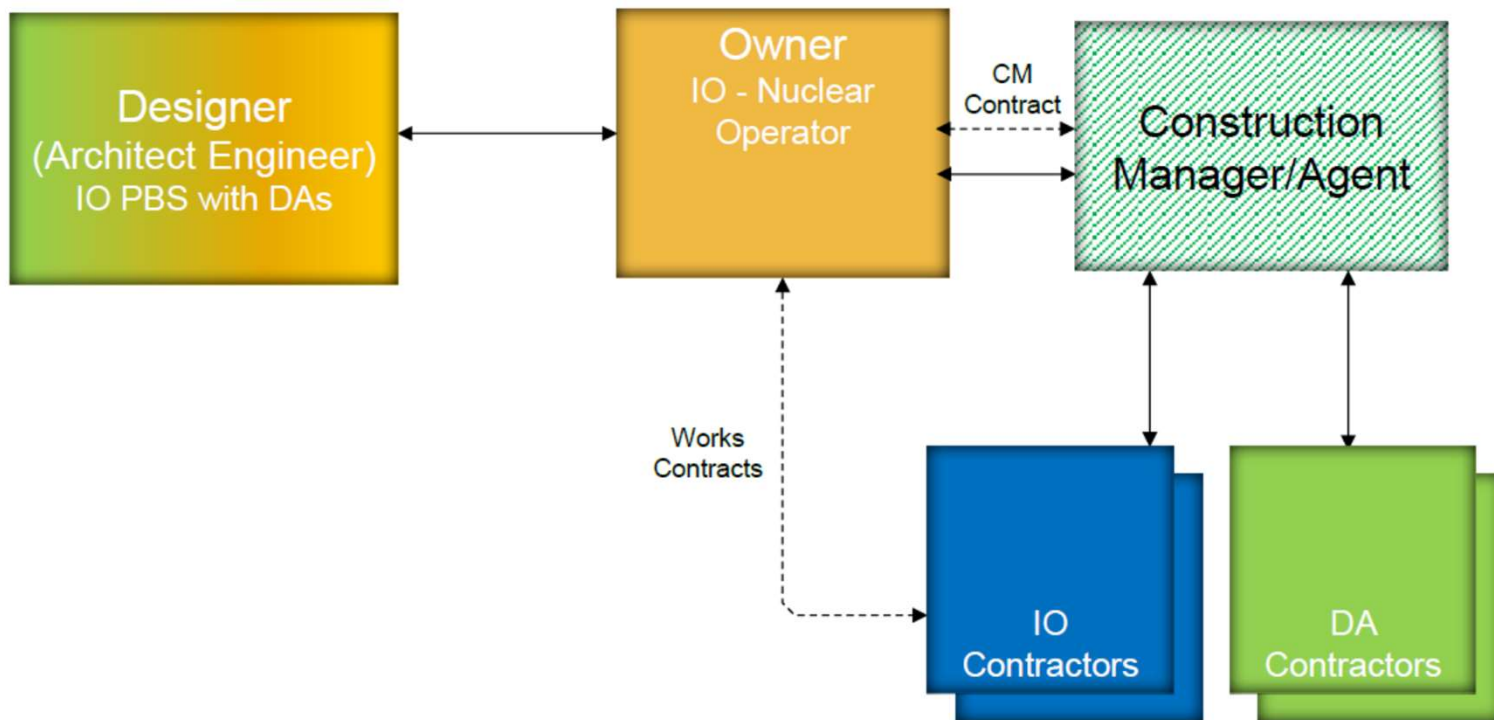 Designer
(Architect Engineer)
IO PBS with DAs
Owner
IO - Nuclear
Operator
CM
Contract
Construction
Manager/Agent
Works
Contracts
IO
Contractors
DA
Contractors